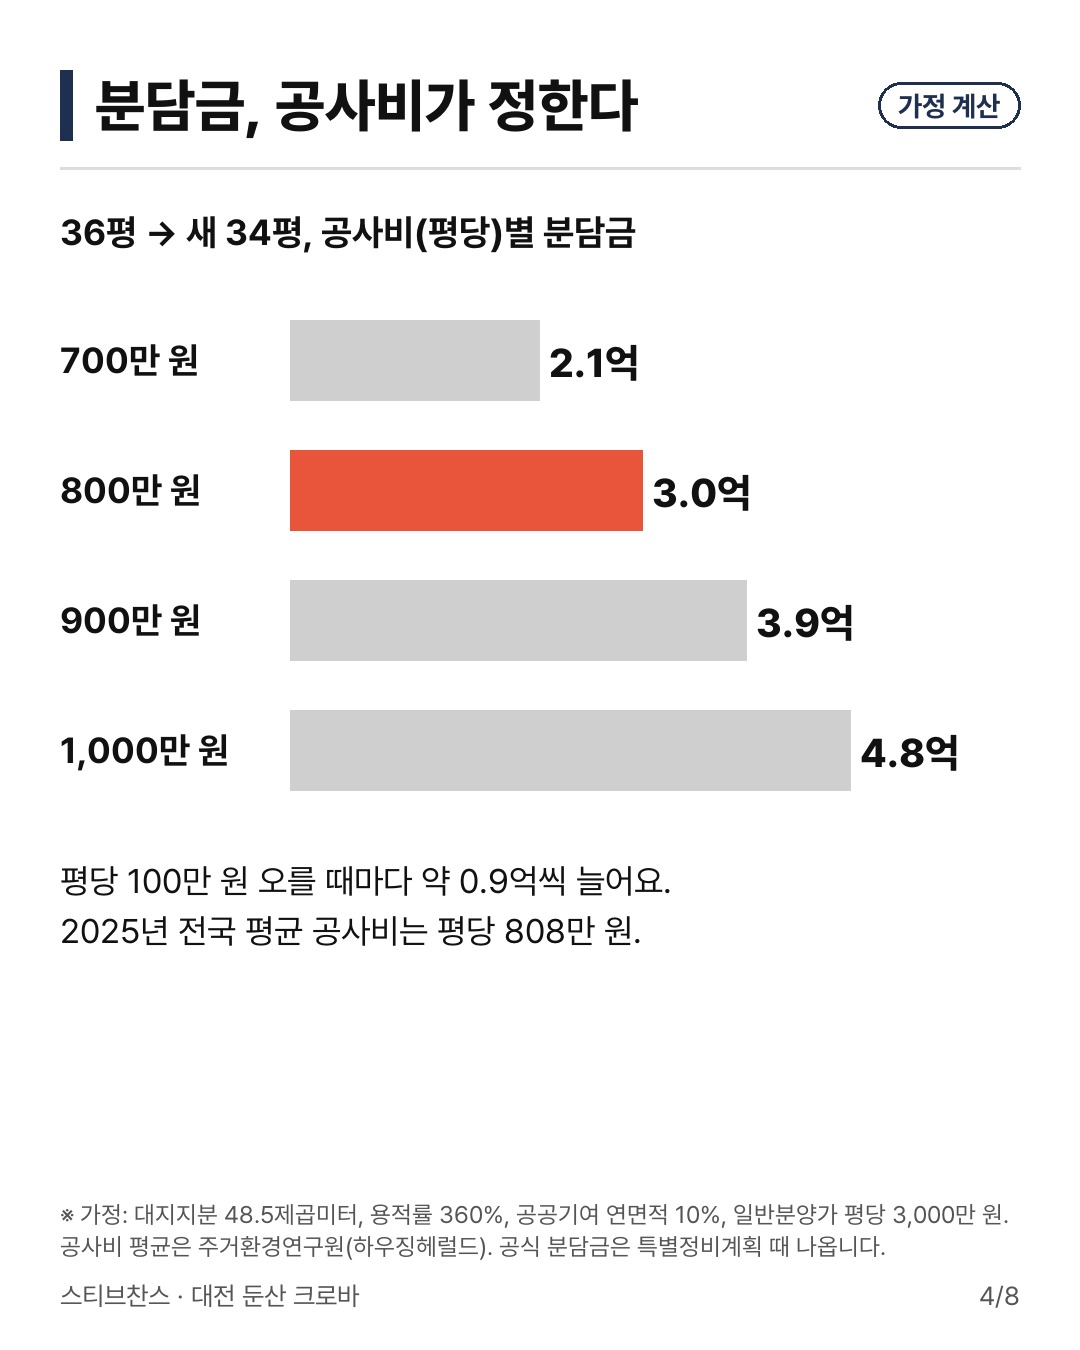 분담금, 공사비가 정한다
가정 계산
36평 → 새 34평, 공사비(평당)별 분담금
700만 원 2.1억
800만 원 3.0억
900만 원 3.9억
1,000만 원 4.8억
평당 100만 원 오를 때마다 약 0.9억씩 늘어요.
2025년 전국 평균 공사비는 평당 808만 원.
※ 가정: 대지지분 48.5제곱미터, 용적률 360%, 공공기여 연면적 10%, 일반분양가 평당 3,000만 원.
공사비 평균은 주거환경연구원(하우징헤럴드). 공식 분담금은 특별정비계획 때 나옵니다.
스티브찬스 · 대전 둔산 크로바 4/8